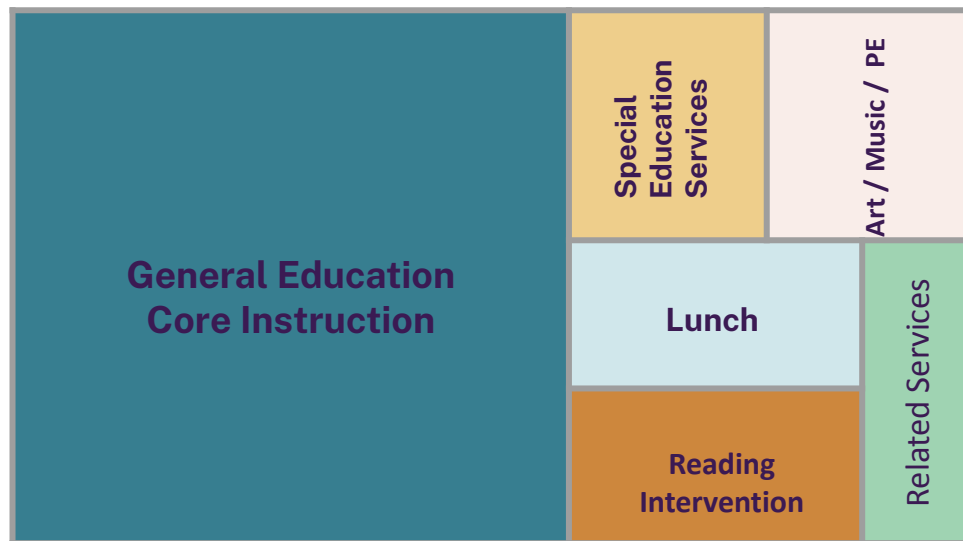 General Education
Core Instruction
Special
Education
Services
Art / Music / PE
Lunch
Related Services
Reading
Intervention